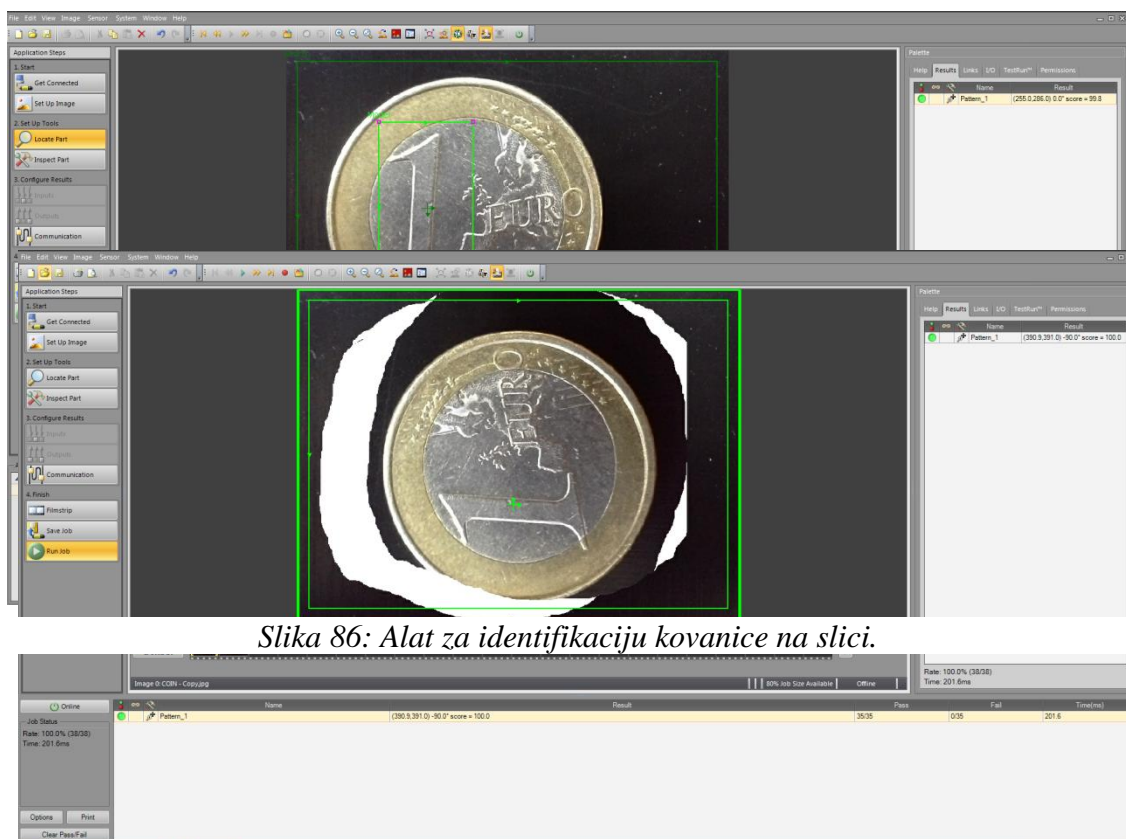 File Edit View Image Sensor System Window Help
Application Steps
1. Start
Get Connected
Set Up Image
2. Set Up Tools
Locate Part
Inspect Part
3. Configure Results
Inputs
Outputs
Communication
EURO
Palette
Help Results Links I/O TestRun™ Permissions
Name Result
Pattern_1 (255.0,286.0) 0.0° score = 99.8
File Edit View Image Sensor System Window Help
Application Steps
1. Start
Get Connected
Set Up Image
2. Set Up Tools
Locate Part
Inspect Part
3. Configure Results
Inputs
Outputs
Communication
4. Finish
Filmstrip
Save Job
Run Job
1 EURO
Palette
Help Results Links I/O TestRun™ Permissions
Name Result
Pattern_1 (390.9,391.0) -90.0° score = 100.0
Slika 86: Alat za identifikaciju kovanice na slici.
Rate: 100.0% (38/38)
Time: 201.6ms
Image 0: COIN - Copy.jpg
80% Job Size Available Offline
Online
Job Status
Rate: 100.0% (38/38)
Time: 201.6ms
Options Print
Clear Pass/Fail
Name Result Pass Fail Time(ms)
Pattern_1 (390.9,391.0) -90.0° score = 100.0 35/35 0/35 201.6